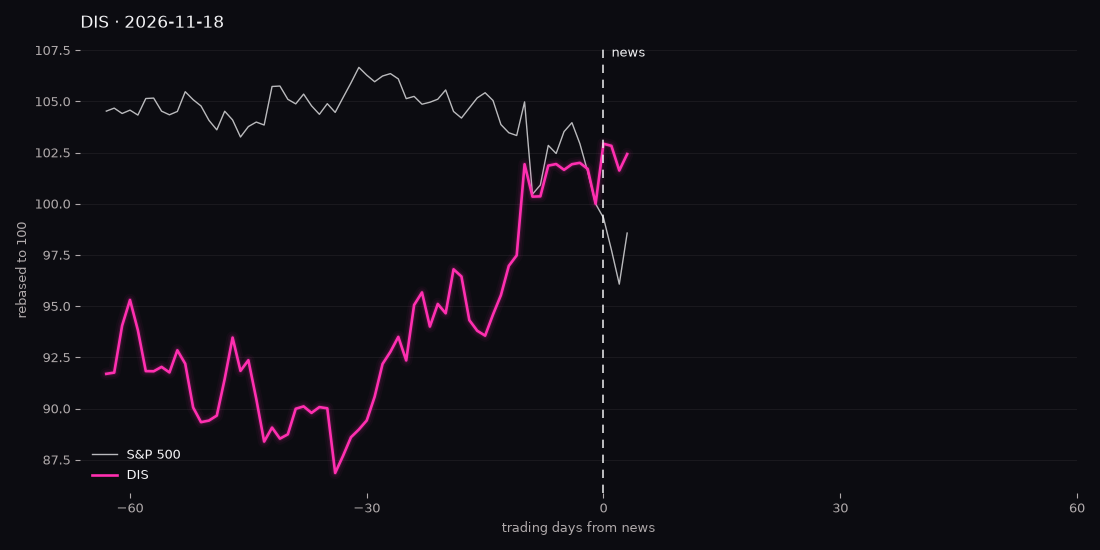 DIS · 2026-11-18
107.5
105.0
102.5
100.0
97.5
95.0
92.5
90.0
87.5
rebased to 100
news
S&P 500
DIS
−60
−30
0
30
60
trading days from news